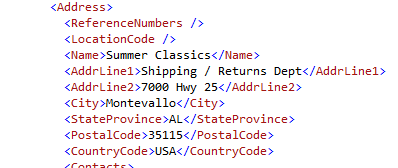 <Address>
<ReferenceNumbers />
<LocationCode />
<Name>Summer Classics</Name>
<AddrLine1>Shipping / Returns Dept</AddrLine1>
<AddrLine2>7000 Hwy 25</AddrLine2>
<City>Montevallo</City>
<StateProvince>AL</StateProvince>
<PostalCode>35115</PostalCode>
<CountryCode>USA</CountryCode>
<Contacts>